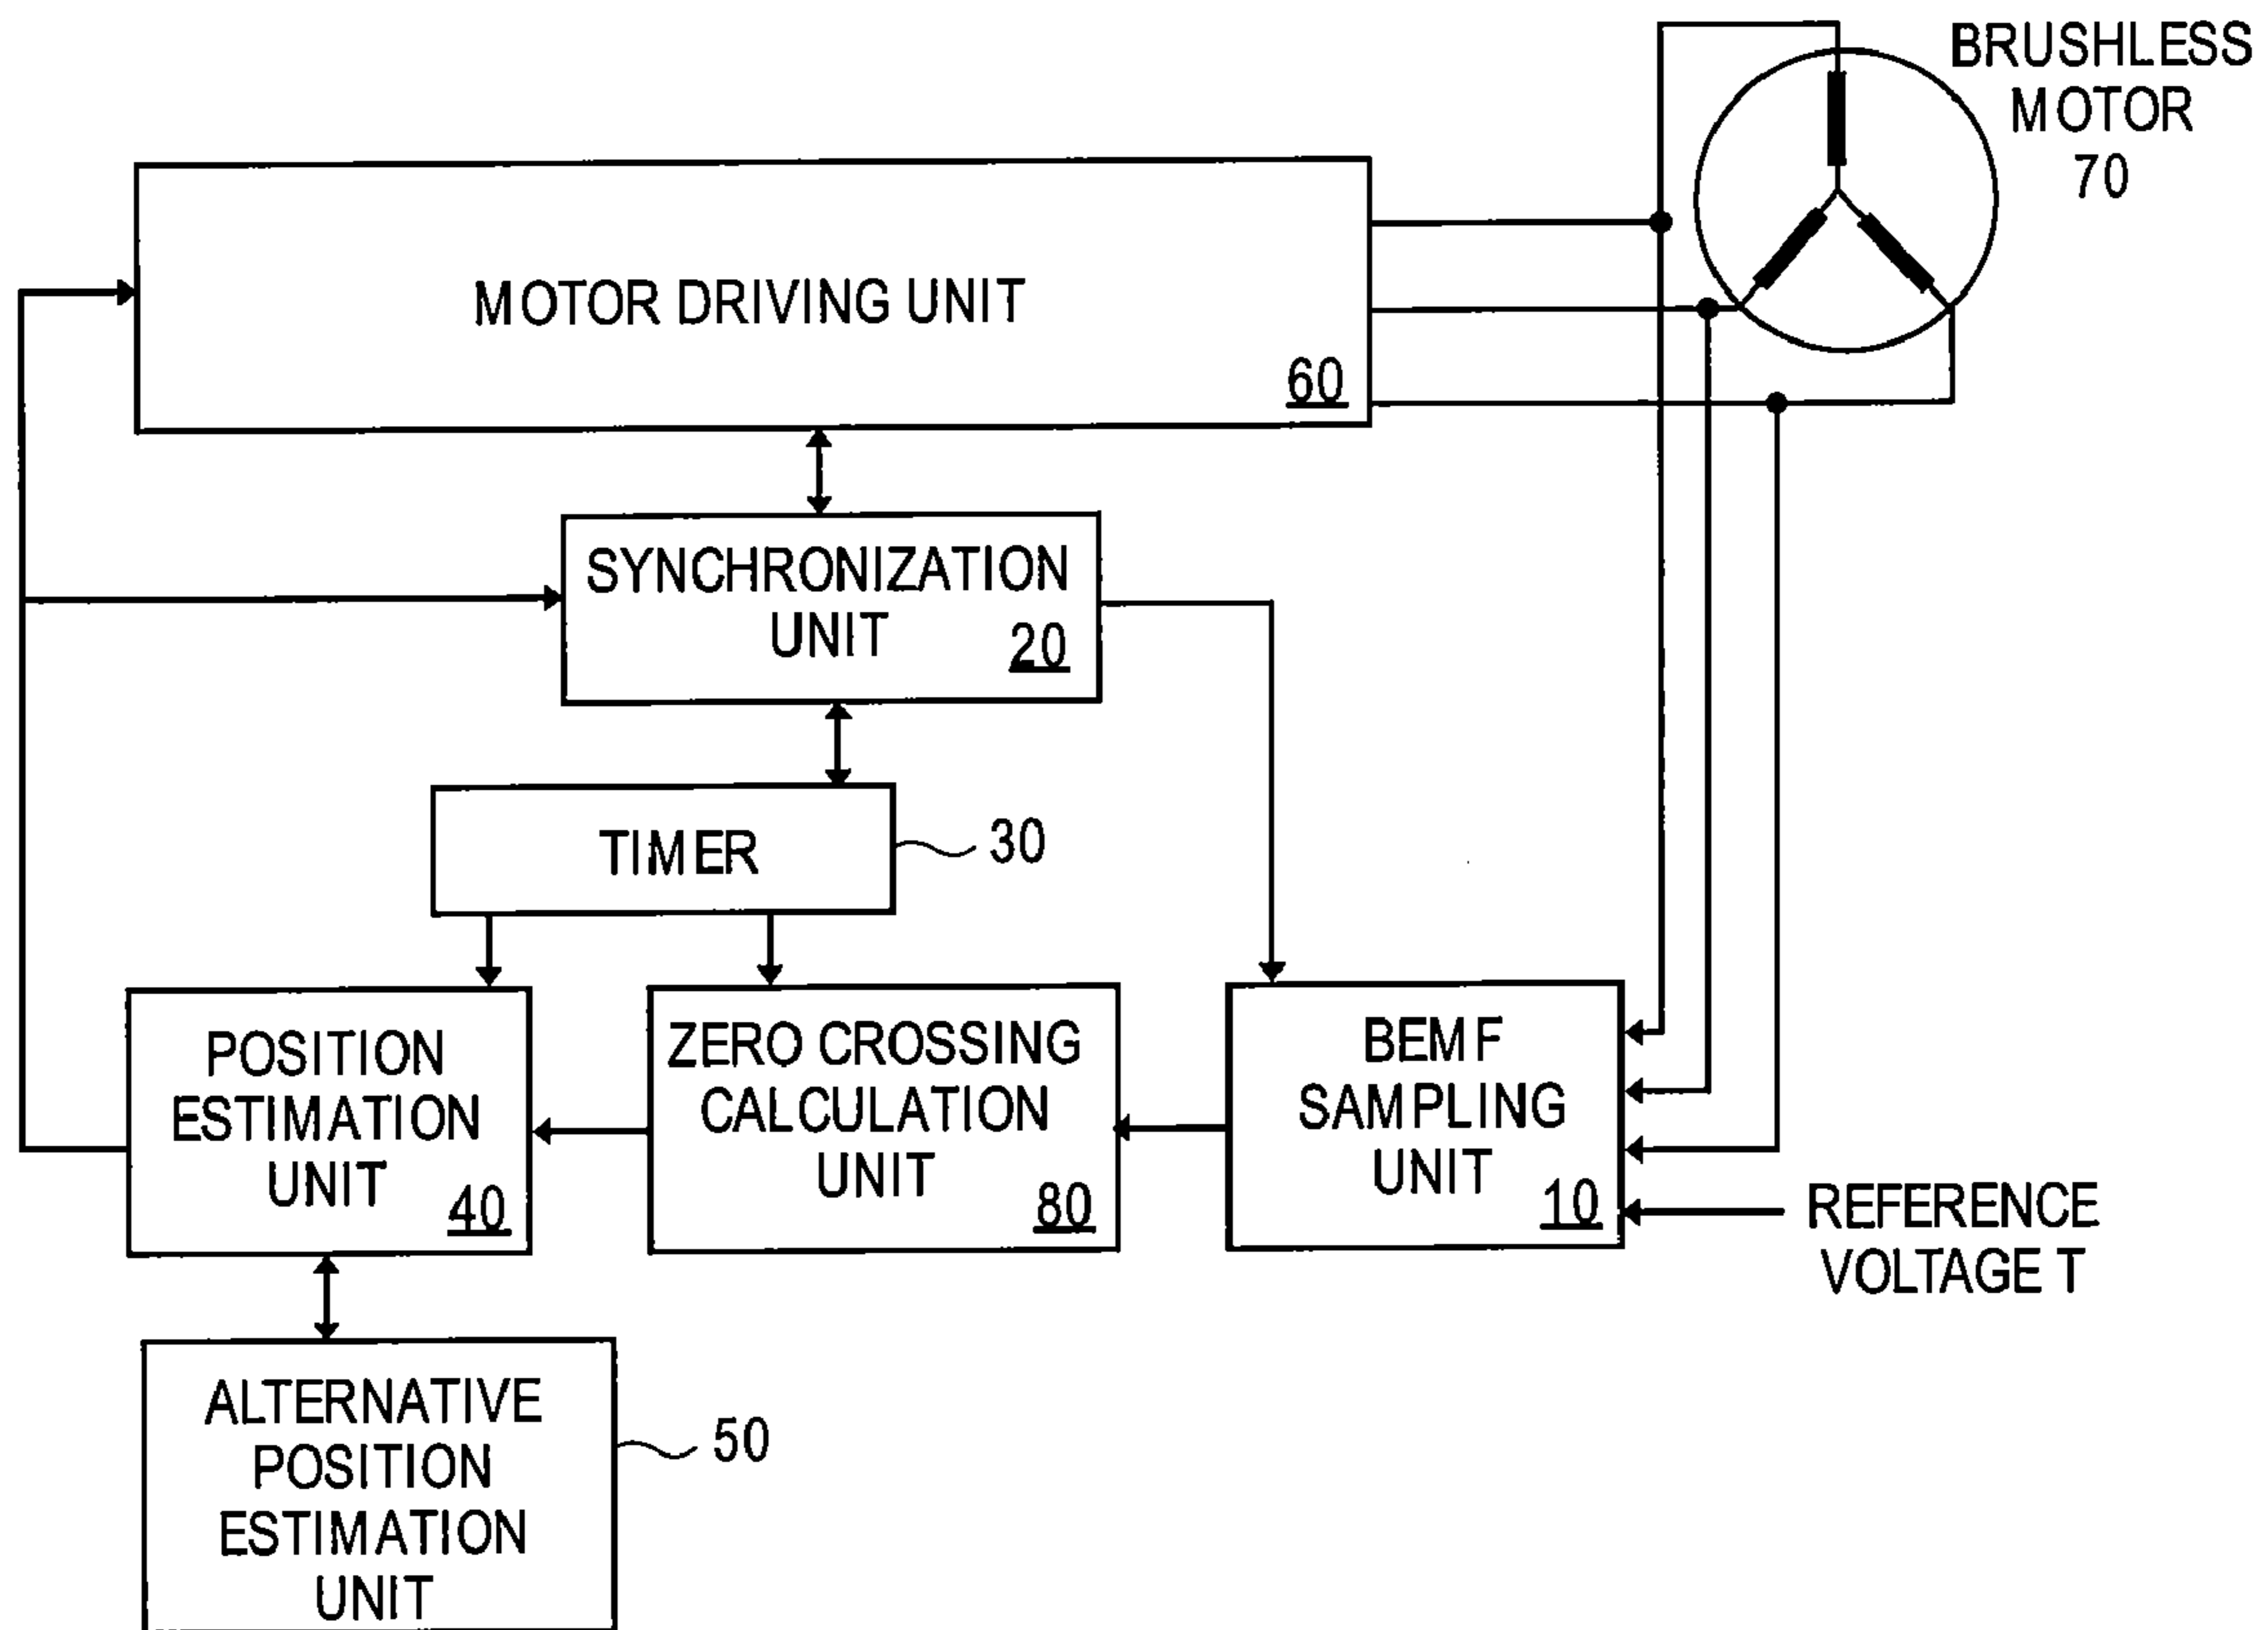 BRUSHLESS
MOTOR
70
MOTOR DRIVING UNIT
60
SYNCHRONIZATION
UNIT
20
TIMER
30
POSITION
ESTIMATION
UNIT
40
ZERO CROSSING
CALCULATION
UNIT
80
BEMF
SAMPLING
UNIT
10
REFERENCE
VOLTAGE T
ALTERNATIVE
POSITION
ESTIMATION
UNIT
50